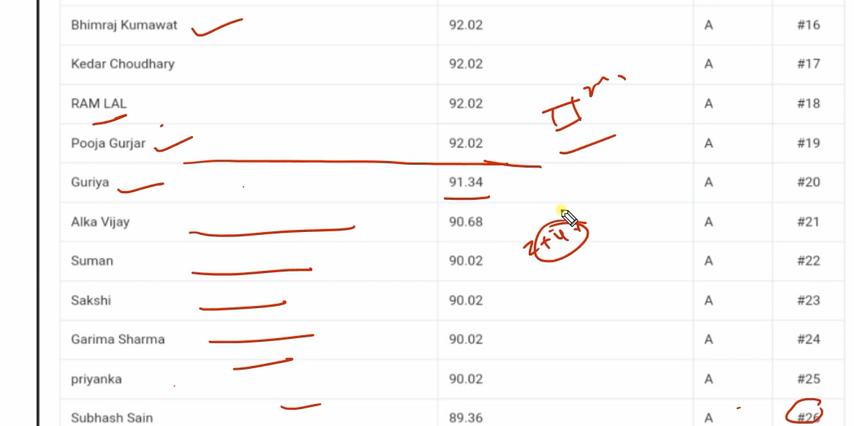 Bhimraj Kumawat 92.02 A #16
Kedar Choudhary 92.02 A #17
RAM LAL 92.02 A #18
Pooja Gurjar 92.02 A #19
Guriya 91.34 A #20
Alka Vijay 90.68 A #21
Suman 90.02 A #22
Sakshi 90.02 A #23
Garima Sharma 90.02 A #24
priyanka 90.02 A #25
Subhash Sain 89.36 A #26